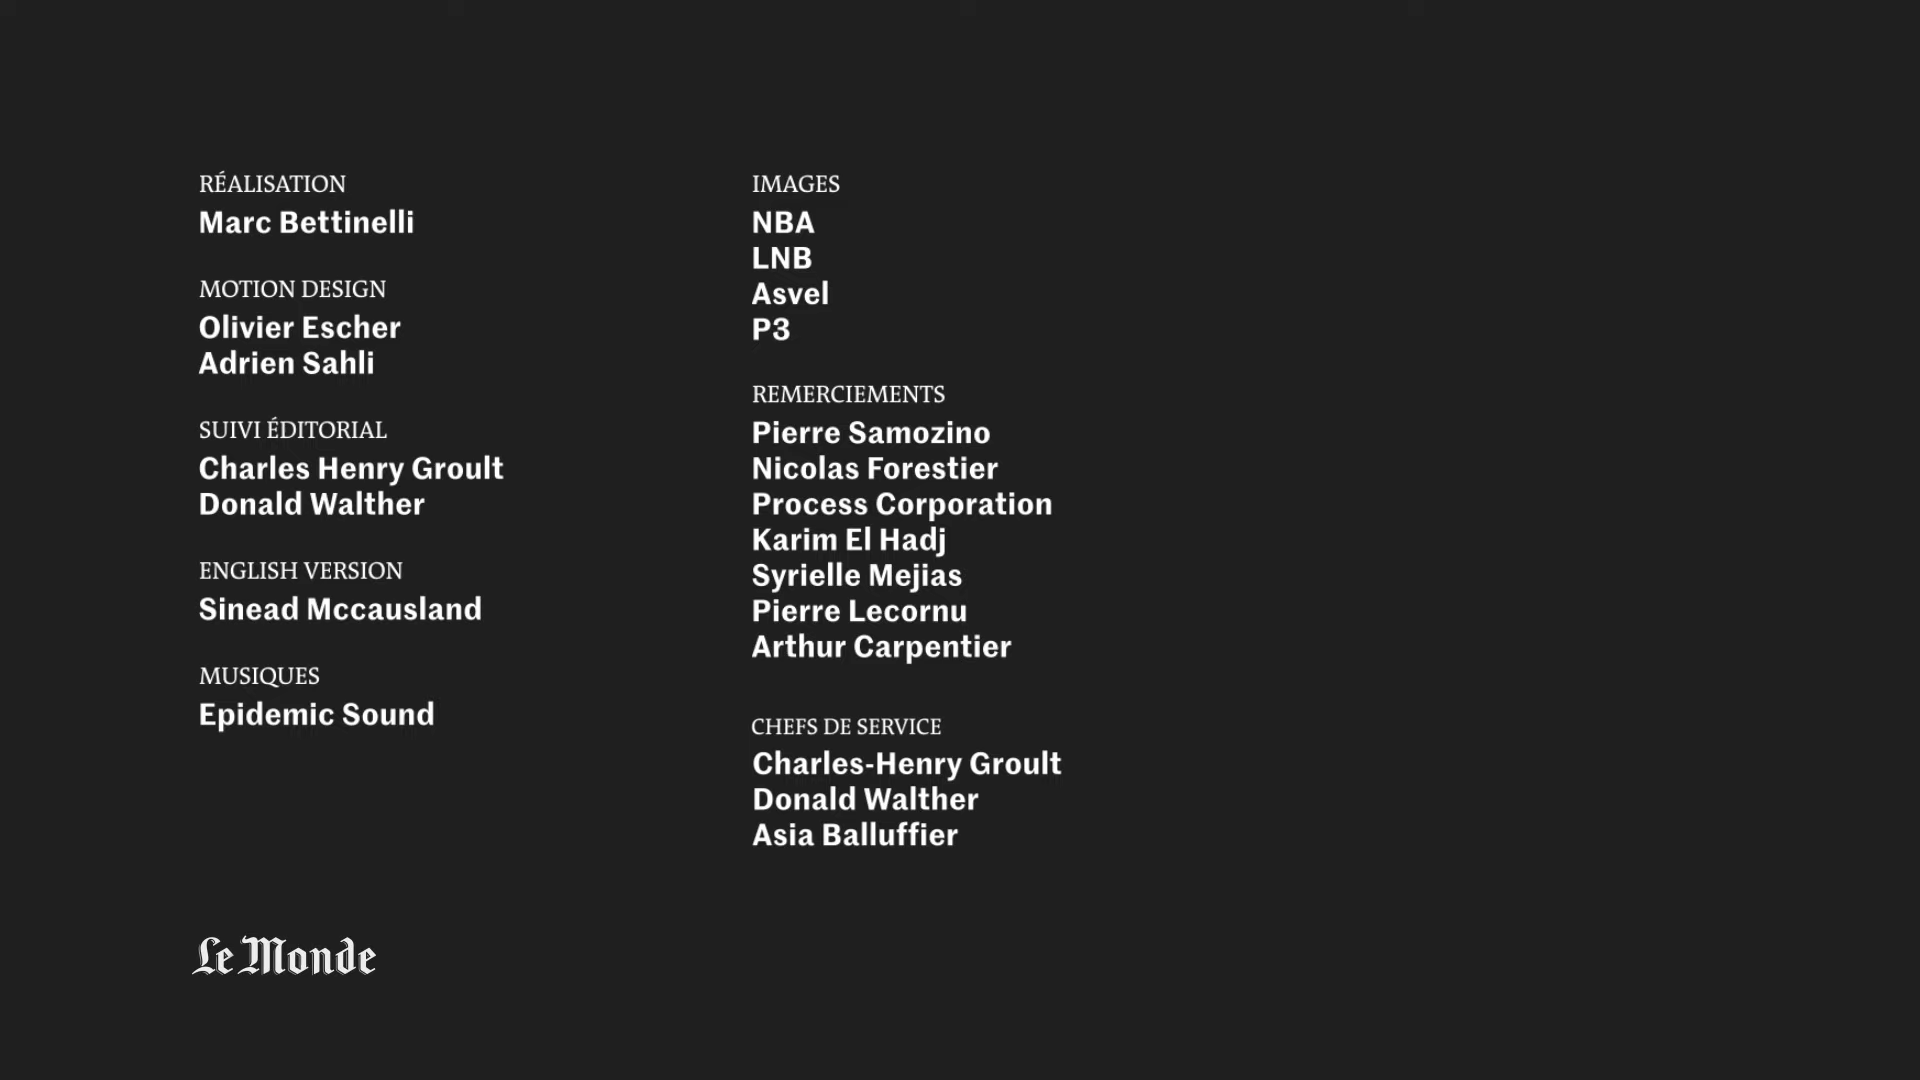 RÉALISATION
Marc Bettinelli
MOTION DESIGN
Olivier Escher
Adrien Sahli
SUIVI ÉDITORIAL
Charles Henry Groult
Donald Walther
ENGLISH VERSION
Sinead Mccausland
MUSIQUES
Epidemic Sound
IMAGES
NBA
LNB
Asvel
P3
REMERCIEMENTS
Pierre Samozino
Nicolas Forestier
Process Corporation
Karim El Hadj
Syrielle Mejias
Pierre Lecornu
Arthur Carpentier
CHEFS DE SERVICE
Charles-Henry Groult
Donald Walther
Asia Balluffier
Le Monde